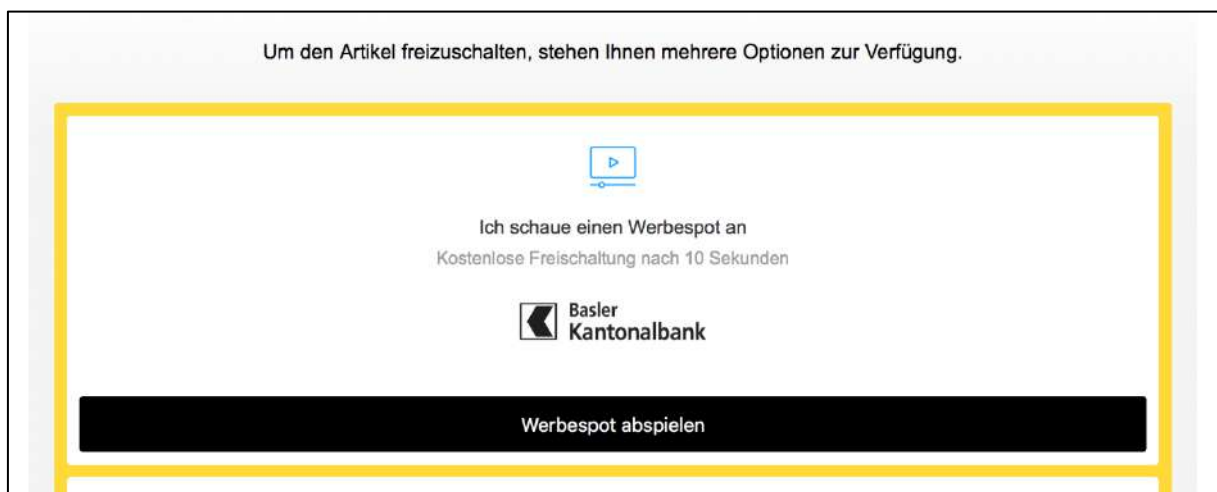 Um den Artikel freizuschalten, stehen Ihnen mehrere Optionen zur Verfügung.
Ich schaue einen Werbespot an
Kostenlose Freischaltung nach 10 Sekunden
Basler
Kantonalbank
Werbespot abspielen